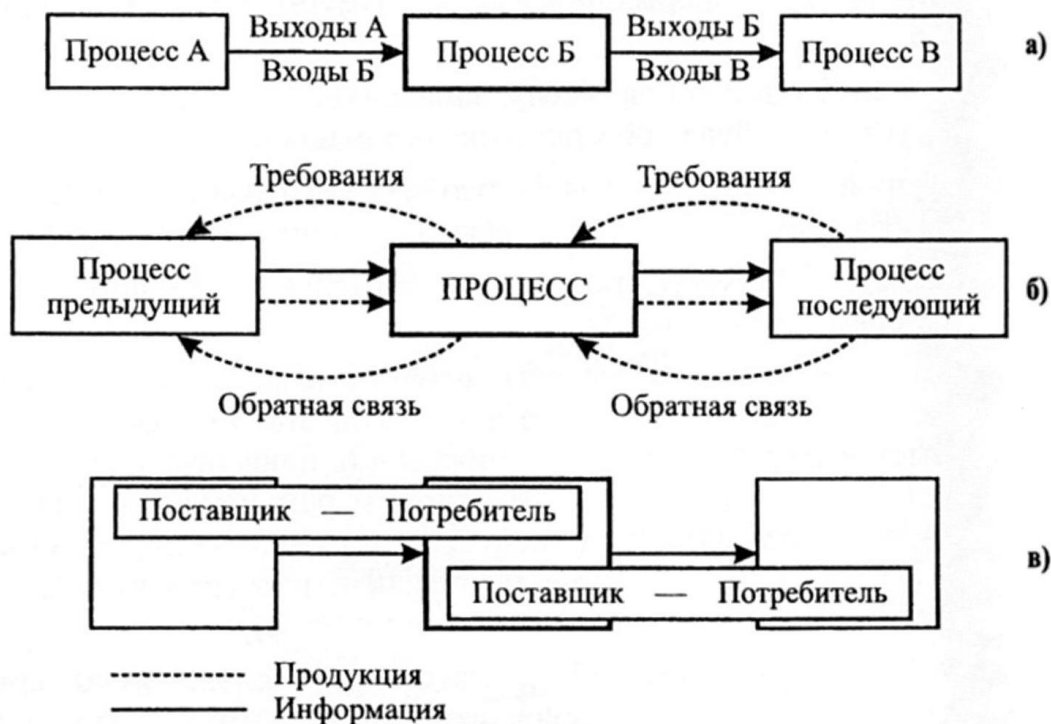 Процесс А
Выходы А
Входы Б
Процесс Б
Выходы Б
Входы В
Процесс В
а)
Требования
Требования
Процесс
предыдущий
ПРОЦЕСС
Процесс
последующий
б)
Обратная связь
Обратная связь
Поставщик — Потребитель
в)
Поставщик — Потребитель
Продукция
Информация